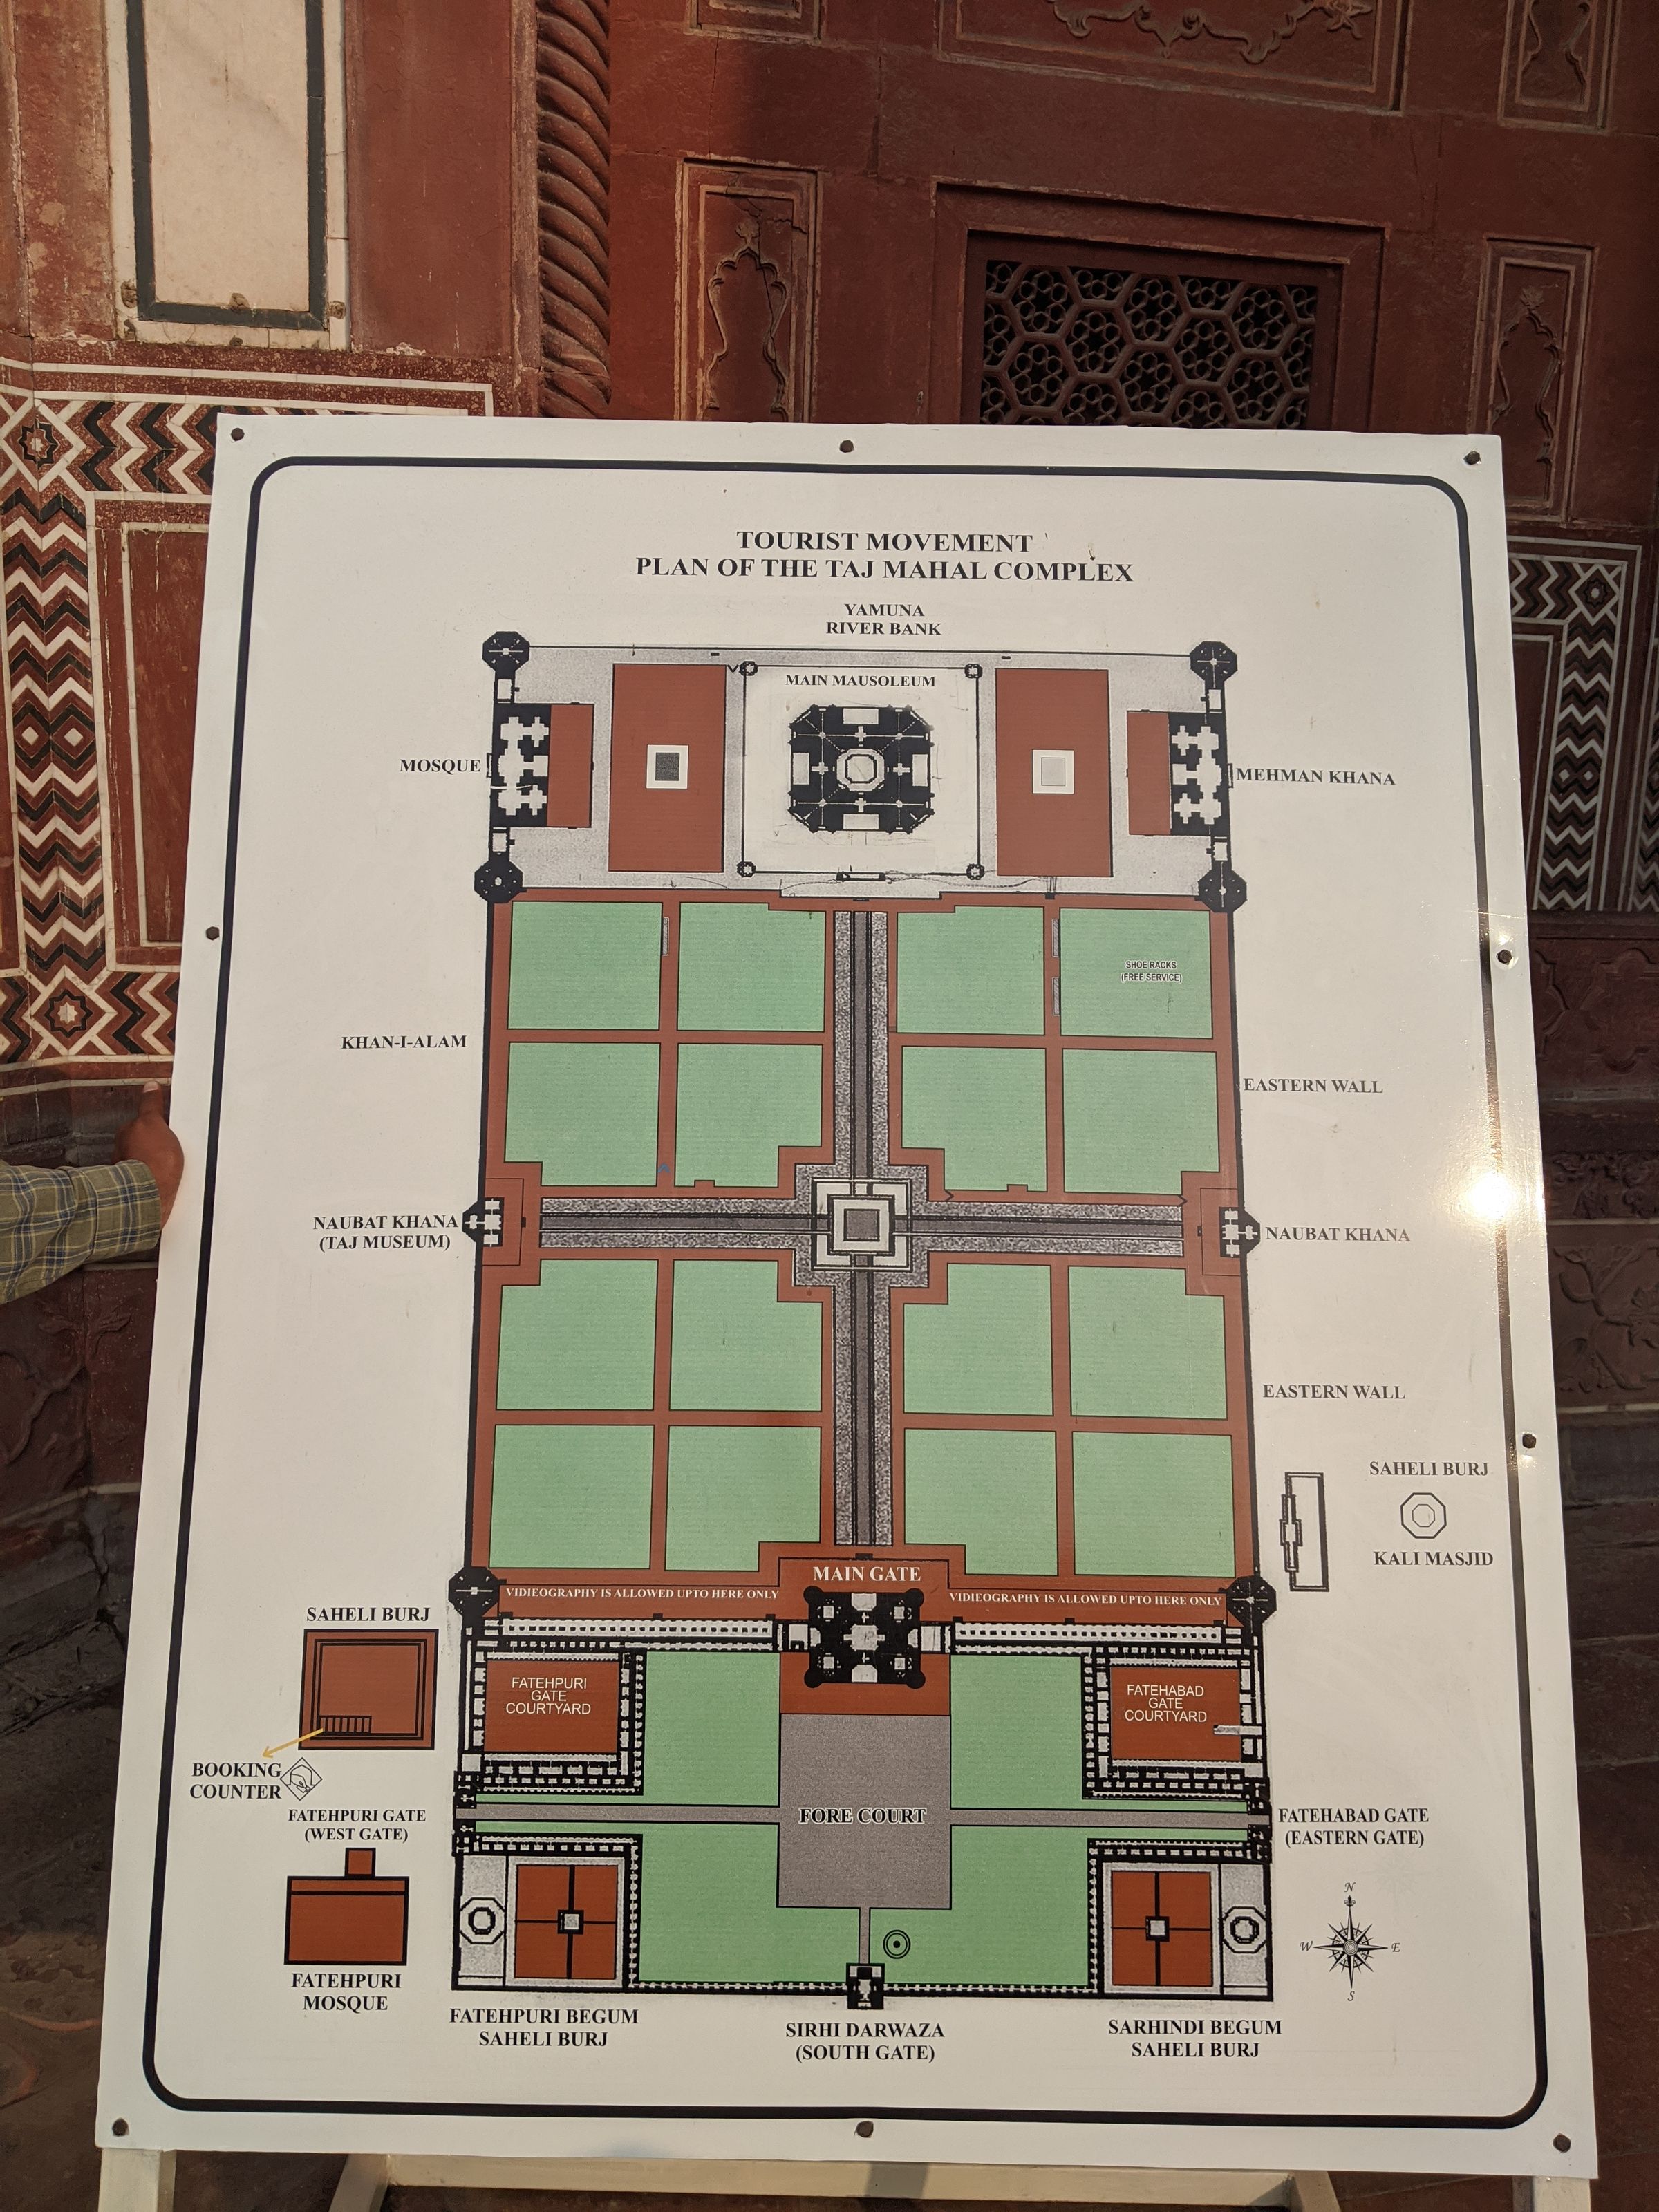 TOURIST MOVEMENT
PLAN OF THE TAJ MAHAL COMPLEX
YAMUNA
RIVER BANK
MAIN MAUSOLEUM
MOSQUE
MEHMAN KHANA
SHOE RACKS
(FREE SERVICE)
KHAN-I-ALAM
EASTERN WALL
NAUBAT KHANA
(TAJ MUSEUM)
NAUBAT KHANA
EASTERN WALL
SAHELI BURJ
KALI MASJID
MAIN GATE
VIDIEOGRAPHY IS ALLOWED UPTO HERE ONLY
VIDIEOGRAPHY IS ALLOWED UPTO HERE ONLY
SAHELI BURJ
FATEHPURI
GATE
COURTYARD
FATEHABAD
GATE
COURTYARD
BOOKING
COUNTER
FATEHPURI GATE
(WEST GATE)
FORE COURT
FATEHABAD GATE
(EASTERN GATE)
N
W
E
S
FATEHPURI
MOSQUE
FATEHPURI BEGUM
SAHELI BURJ
SIRHI DARWAZA
(SOUTH GATE)
SARHINDI BEGUM
SAHELI BURJ